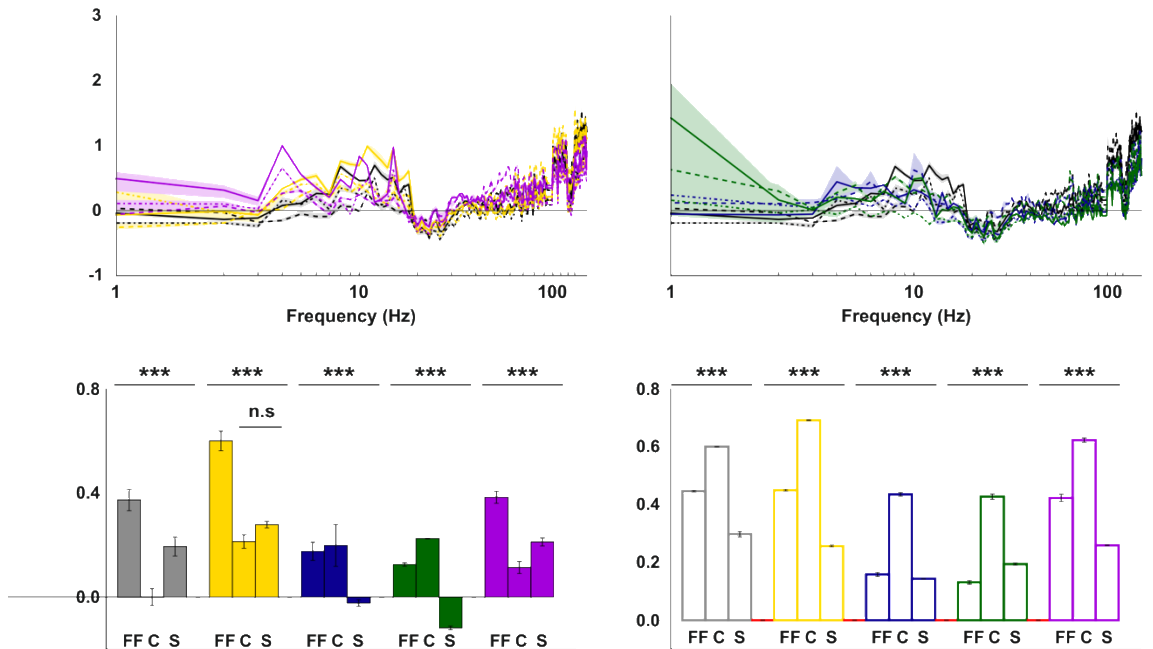 3
2
1
0
-1
1 10 100
Frequency (Hz)
1 10 100
Frequency (Hz)
0.8
0.4
0.0
*** *** *** *** ***
n.s
FF C S FF C S FF C S FF C S FF C S
0.8
0.6
0.4
0.2
0.0
*** *** *** *** ***
FF C S FF C S FF C S FF C S FF C S